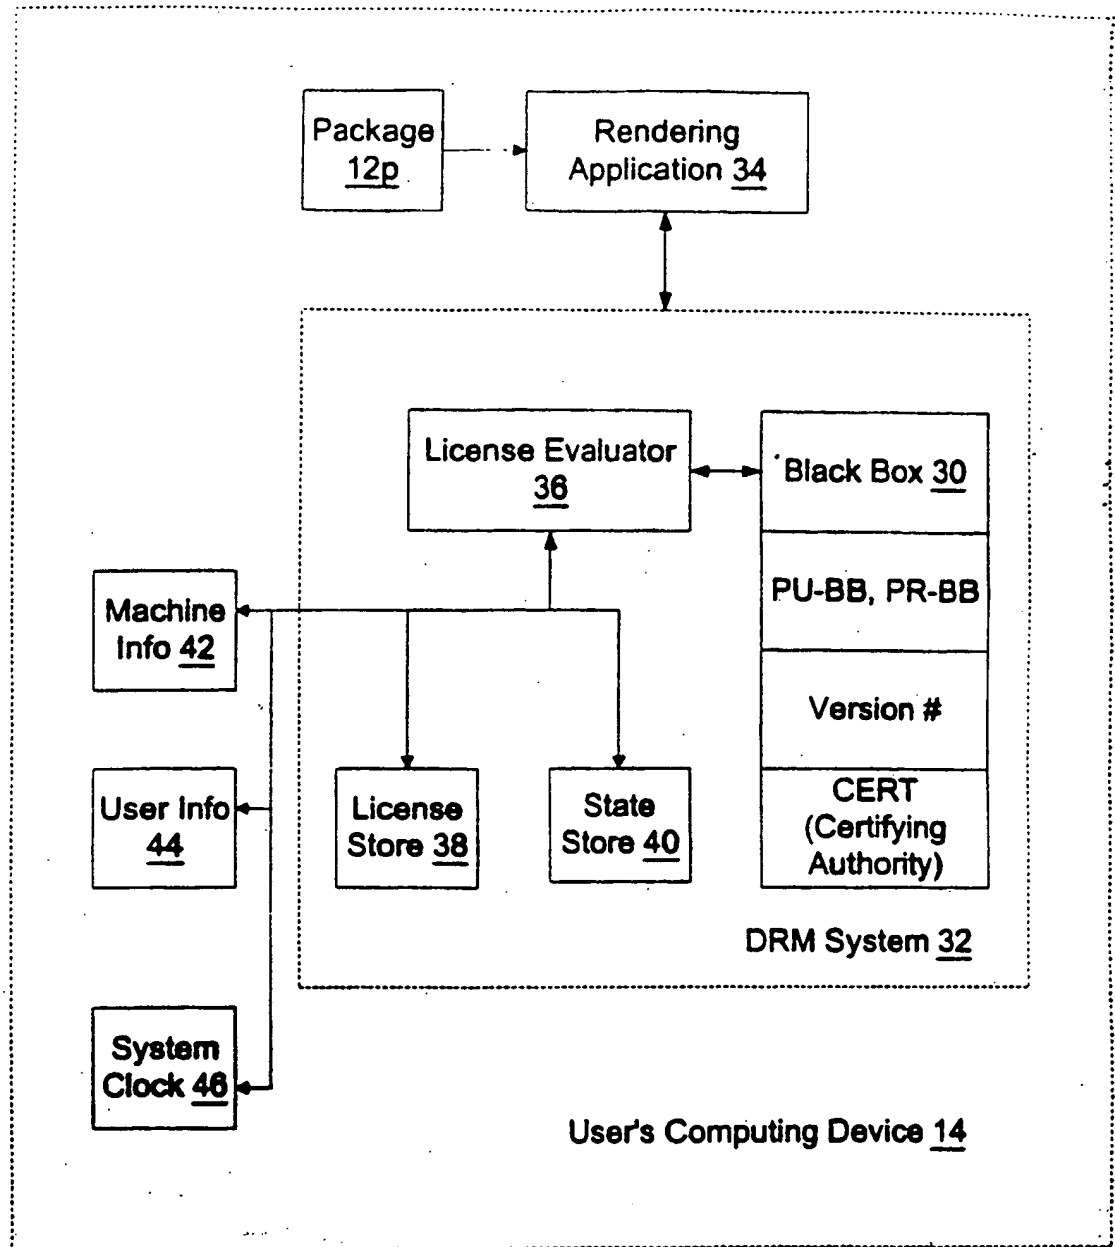 Package
12p
Rendering
Application 34
License Evaluator
36
Black Box 30
PU-BB, PR-BB
Version #
CERT
(Certifying
Authority)
Machine
Info 42
User Info
44
License
Store 38
State
Store 40
DRM System 32
System
Clock 46
User's Computing Device 14